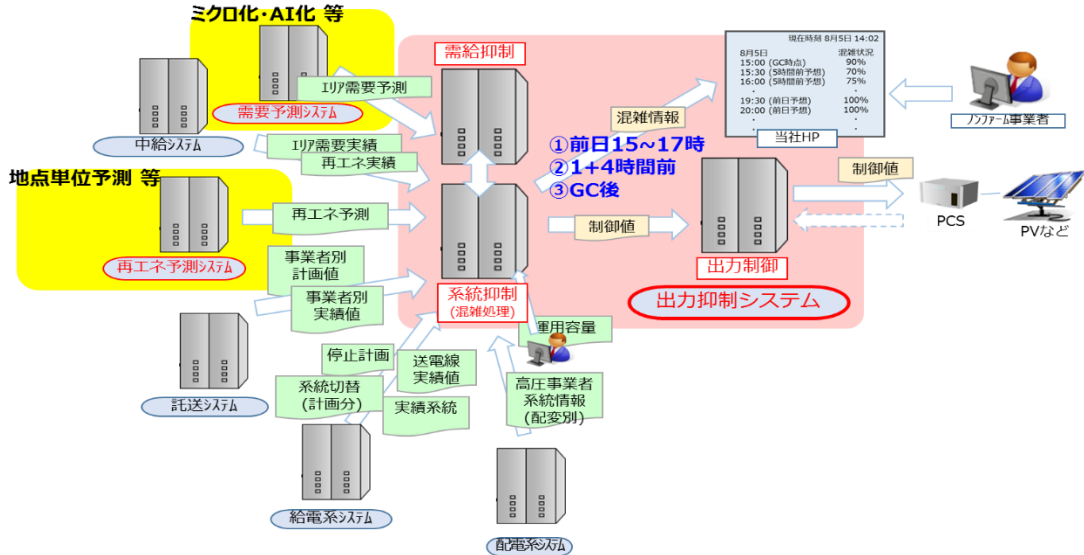 ミクロ化・AI化 等
需要予測システム
中給システム
エリア需要予測
エリア需要実績
再エネ実績
地点単位予測 等
再エネ予測システム
再エネ予測
事業者別
計画値
事業者別
実績値
託送システム
停止計画
系統切替
(計画分)
送電線
実績値
実績系統
給電系システム
需給抑制
系統抑制
(混雑処理)
運用容量
高圧事業者
系統情報
(配変別)
配電系システム
混雑情報
①前日15~17時
②1+4時間前
③GC後
制御値
出力制御
出力抑制システム
現在時刻 8月5日 14:02
8月5日 混雑状況
15:00 (GC時点) 90%
15:30 (5時間前予想) 70%
16:00 (5時間前予想) 75%
・ ・
19:30 (前日予想) 100%
20:00 (前日予想) 100%
・ ・
・ ・
当社HP
ノンファーム事業者
制御値
PCS
PVなど